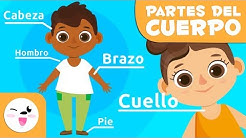 PARTES DEL
CUERPO
Cabeza
Hombro
Brazo
Cuello
Pie